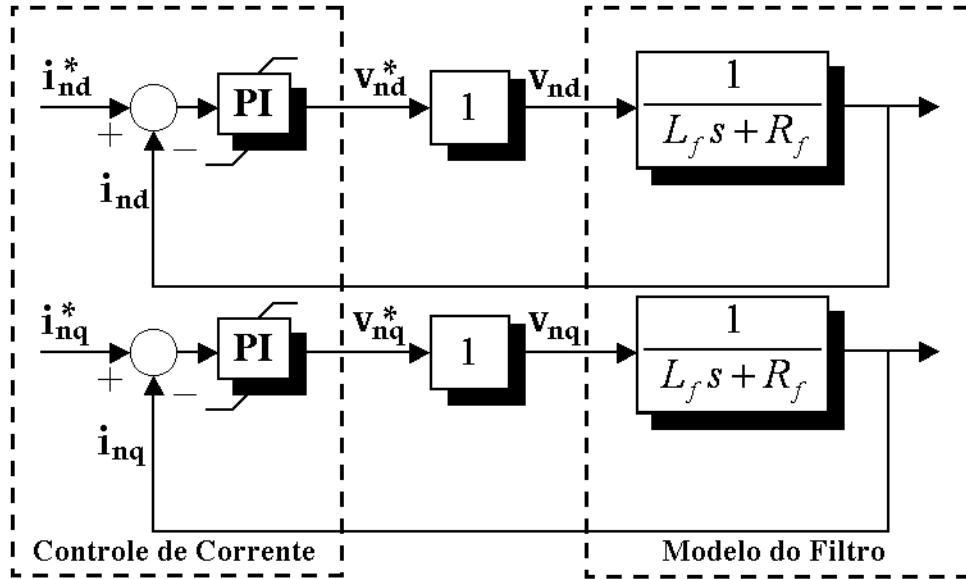 i*nd
+
−
PI
v*nd
1
vnd
1
Lf s + Rf
ind
i*nq
+
−
PI
v*nq
1
vnq
1
Lf s + Rf
inq
Controle de Corrente
Modelo do Filtro